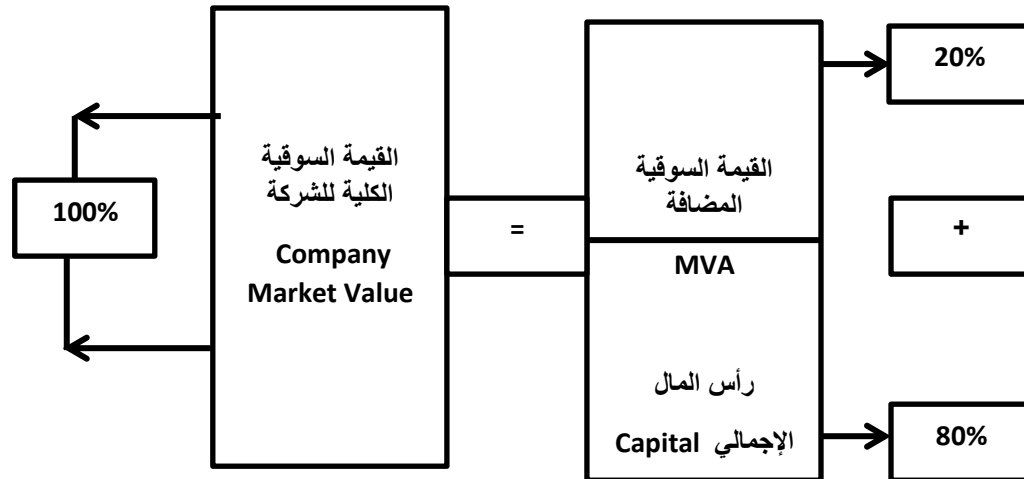 100%
القيمة السوقية
الكلية للشركة
Company
Market Value
=
القيمة السوقية
المضافة
MVA
رأس المال
الإجمالي Capital
20%
+
80%